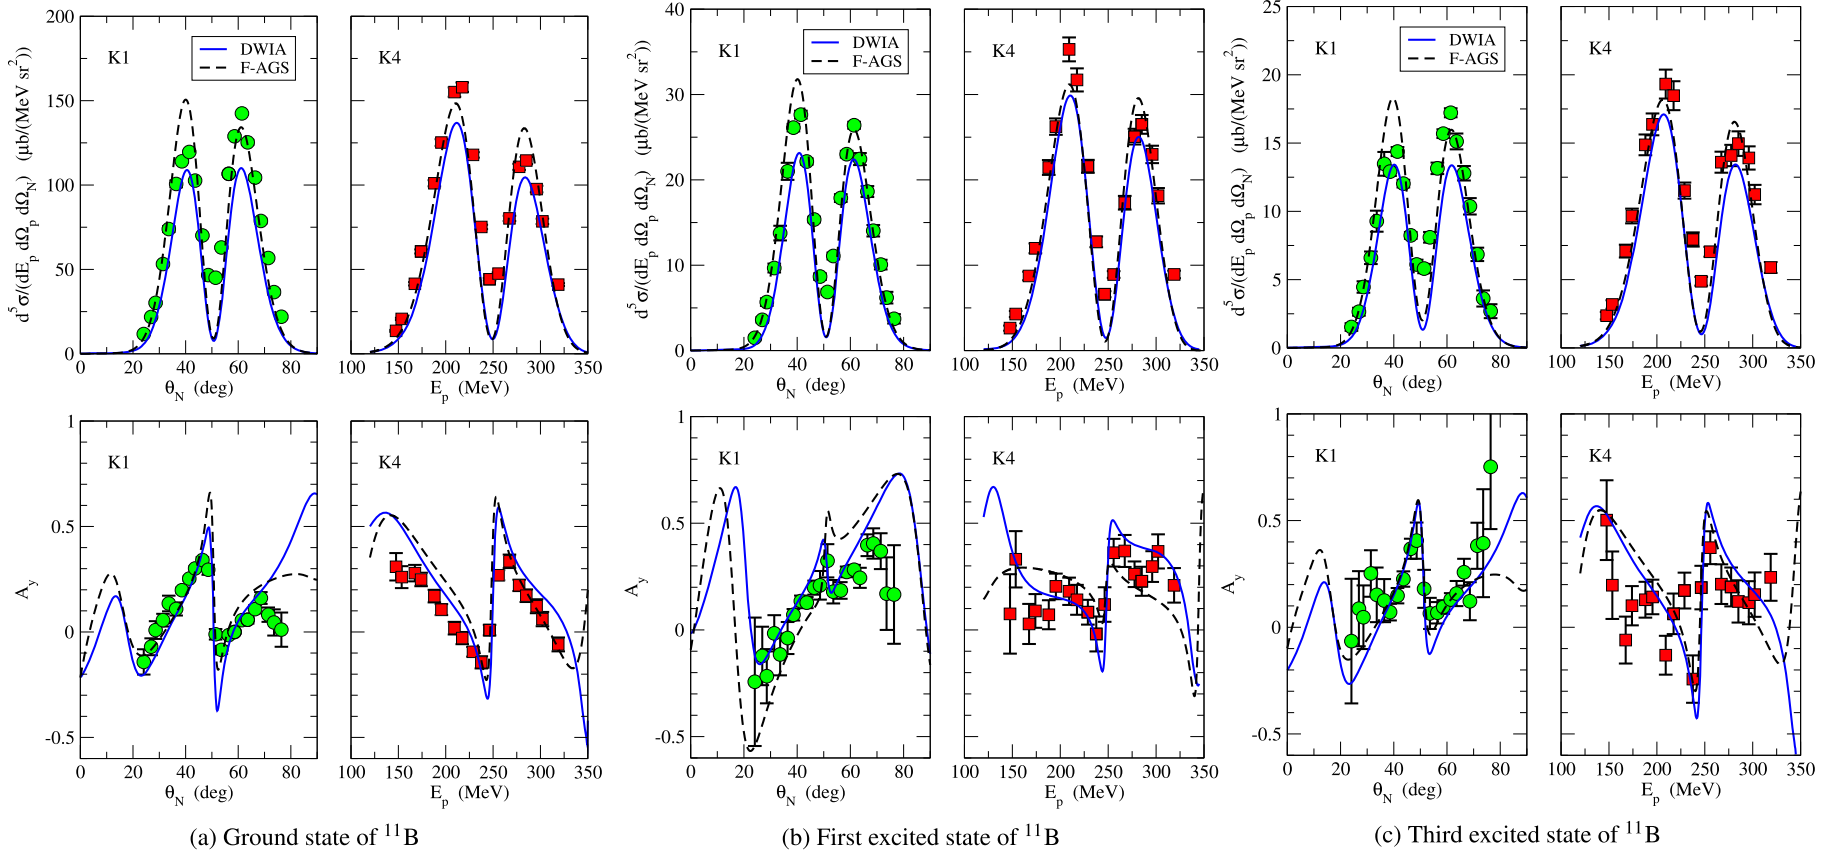 d⁵σ/(dE_p dΩ_p dΩ_N) (μb/(MeV sr²))
200
150
100
50
0
K1
DWIA
F-AGS
0 20 40 60 80
θ_N (deg)
K4
100 150 200 250 300 350
E_p (MeV)
A_y
1
0.5
0
-0.5
K1
0 20 40 60 80
θ_N (deg)
K4
100 150 200 250 300 350
E_p (MeV)
(a) Ground state of ¹¹B
d⁵σ/(dE_p dΩ_p dΩ_N) (μb/(MeV sr²))
40
30
20
10
0
K1
DWIA
F-AGS
0 20 40 60 80
θ_N (deg)
K4
100 150 200 250 300 350
E_p (MeV)
A_y
1
0.5
0
-0.5
K1
0 20 40 60 80
θ_N (deg)
K4
100 150 200 250 300 350
E_p (MeV)
(b) First excited state of ¹¹B
d⁵σ/(dE_p dΩ_p dΩ_N) (μb/(MeV sr²))
25
20
15
10
5
0
K1
DWIA
F-AGS
0 20 40 60 80
θ_N (deg)
K4
100 150 200 250 300 350
E_p (MeV)
A_y
1
0.5
0
-0.5
K1
0 20 40 60 80
θ_N (deg)
K4
100 150 200 250 300 350
E_p (MeV)
(c) Third excited state of ¹¹B